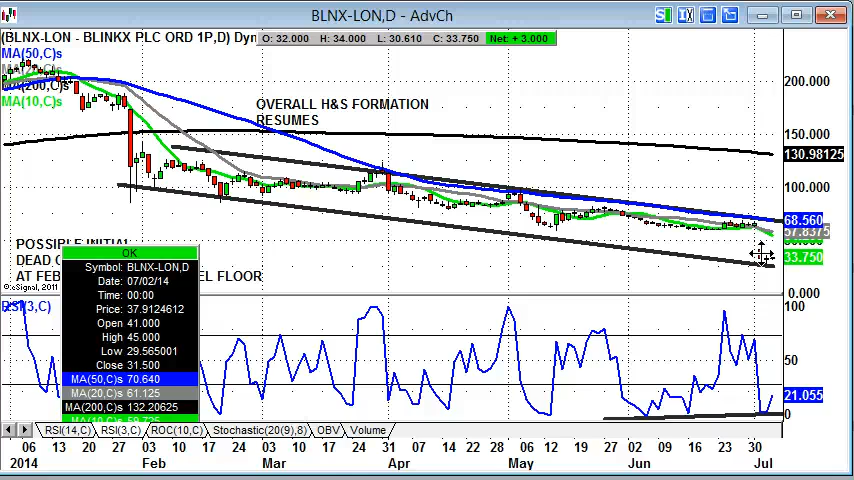 BLNX-LON,D - AdvCh
(BLNX-LON - BLINKX PLC ORD 1P,D) Dyn
O: 32.000 H: 34.000 L: 30.610 C: 33.750 Net: + 3.000
MA(50,C)s
MA(200,C)s
MA(10,C)s
OVERALL H&S FORMATION
RESUMES
200.000
150.000
130.98125
100.000
68.560
57.8375
33.750
0.000
POSSIBLE INITIAL
DEAD
AT FEB
EL FLOOR
©eSignal, 2011
OK
Symbol: BLNX-LON,D
Date: 07/02/14
Time: 00:00
Price: 37.9124612
Open 41.000
High 45.000
Low 29.565001
Close 31.500
MA(50,C)s 70.640
MA(20,C)s 61.125
MA(200,C)s 132.20625
RSI(3,C)
100
50
21.055
0
RSI(14,C) RSI(3,C) ROC(10,C) Stochastic(20(9),8) OBV Volume
06 13 20 27 10 17 24 10 17 24 31 14 22 28 06 12 19 27 02 09 16 23 30
2014 Feb Mar Apr May Jun Jul